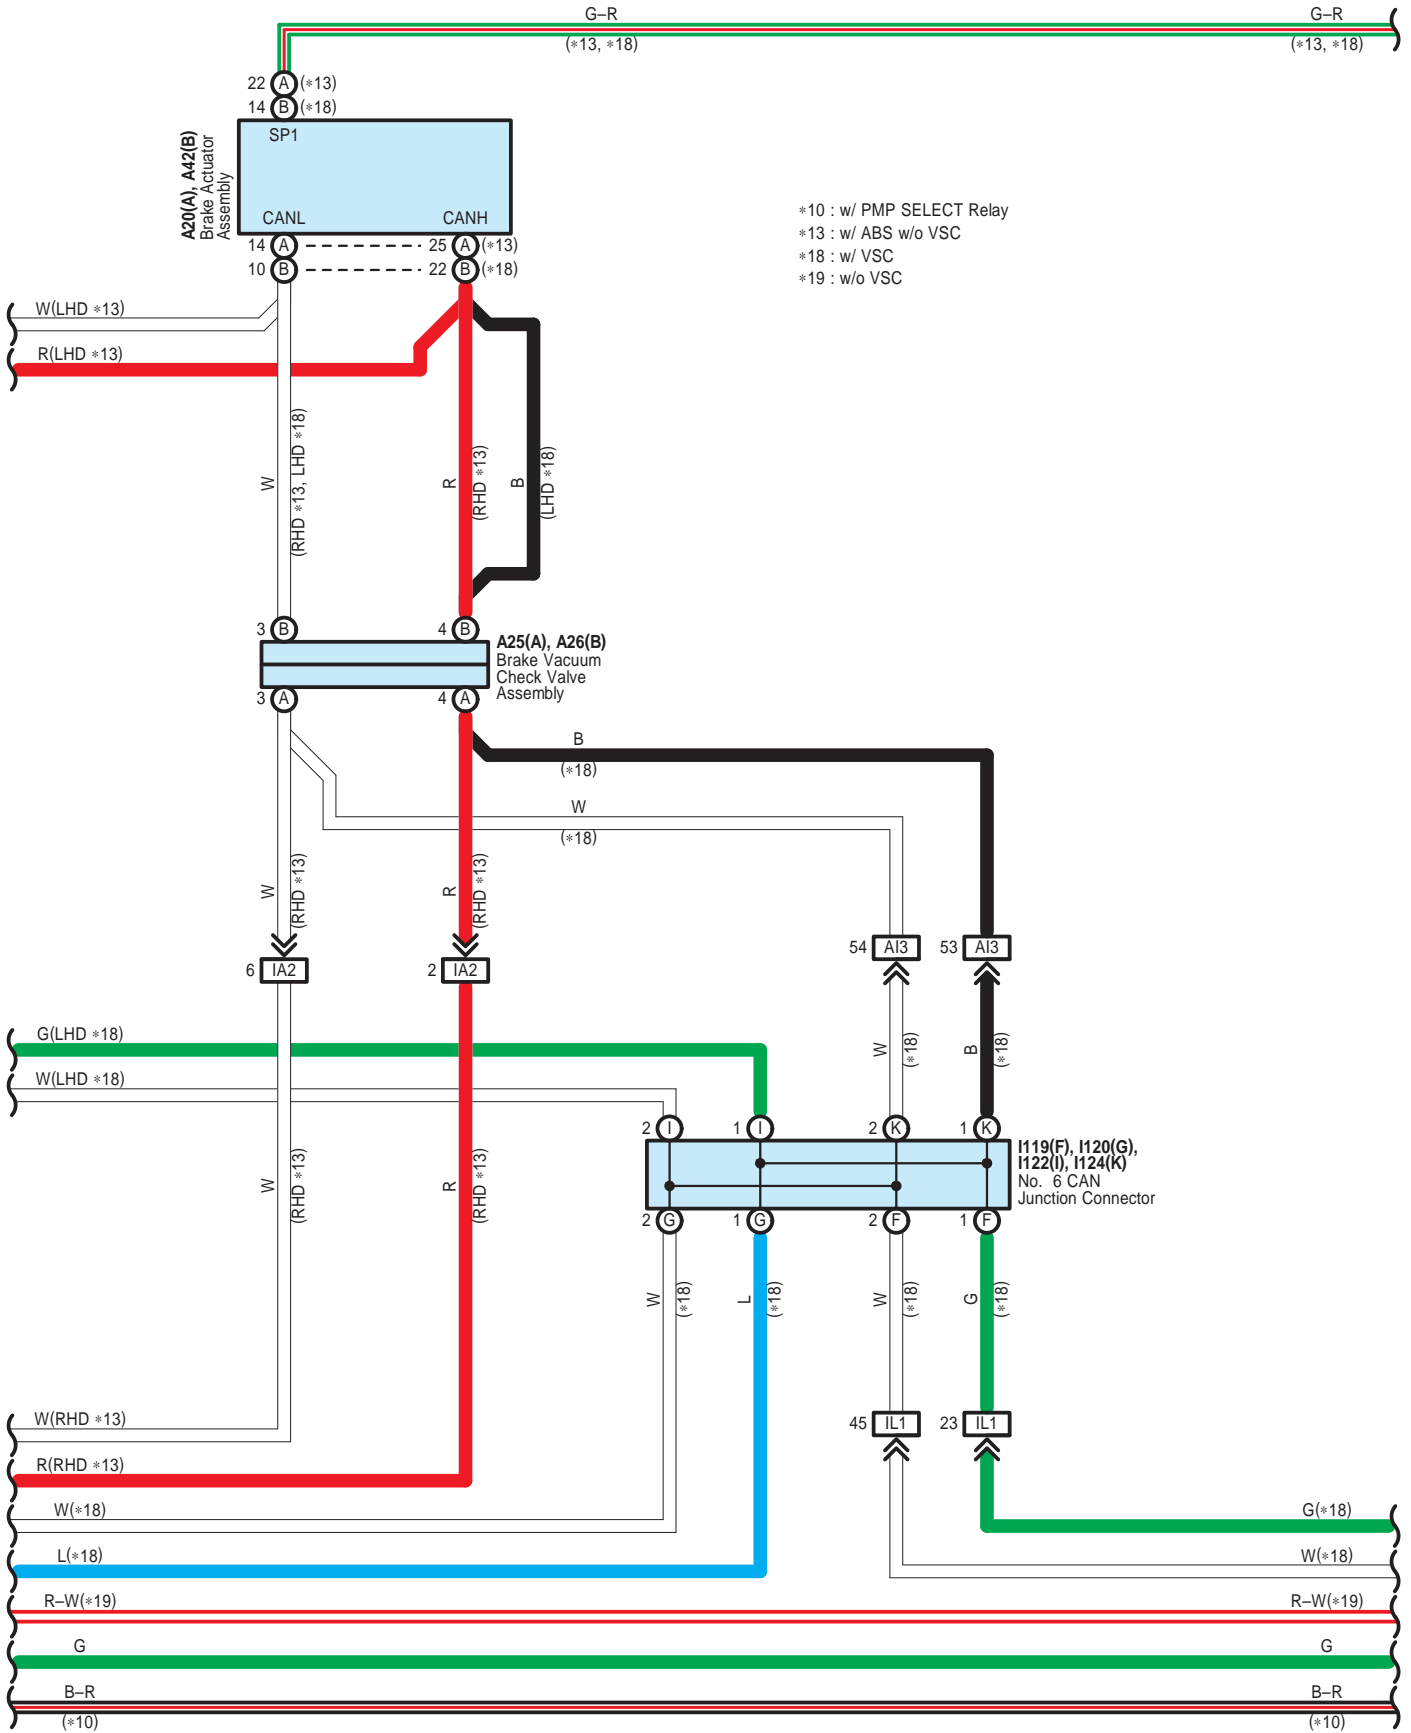 G–R
G–R
(*13, *18)
(*13, *18)
22 A (*13)
14 B (*18)
SP1
A20(A), A42(B)
Brake Actuator
Assembly
CANL
CANH
14 A
25 A (*13)
10 B
22 B (*18)
*10 : w/ PMP SELECT Relay
*13 : w/ ABS w/o VSC
*18 : w/ VSC
*19 : w/o VSC
W(LHD *13)
R(LHD *13)
W
(RHD *13, LHD *18)
R
(RHD *13)
B
(LHD *18)
3 B
4 B
A25(A), A26(B)
Brake Vacuum
Check Valve
Assembly
3 A
4 A
B
(*18)
W
(*18)
W
(RHD *13)
R
(RHD *13)
54 AI3
53 AI3
6 IA2
2 IA2
G(LHD *18)
W(LHD *18)
W
(*18)
B
(*18)
2 I
1 I
2 K
1 K
I119(F), I120(G),
I122(I), I124(K)
No. 6 CAN
Junction Connector
W
(RHD *13)
R
(RHD *13)
2 G
1 G
2 F
1 F
W
(*18)
L
(*18)
W
(*18)
G
(*18)
W(RHD *13)
45 IL1
23 IL1
R(RHD *13)
W(*18)
G(*18)
L(*18)
W(*18)
R–W(*19)
R–W(*19)
G
G
B–R
B–R
(*10)
(*10)